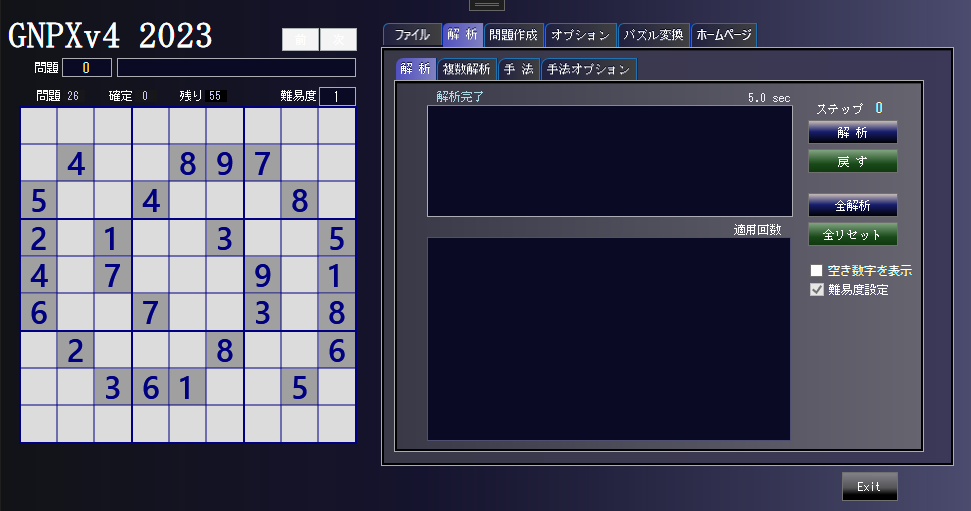 GNPXv4 2023
問題 0
問題 26 確定 0 残り 55 難易度 1
4 8 9 7
5 4 8
2 1 3 5
4 7 9 1
6 7 3 8
2 8 6
3 6 1 5
ファイル 解 析 問題作成 オプション パズル変換 ホームページ
解 析 複数解析 手 法 手法オプション
解析完了 5.0 sec
適用回数
ステップ 0
解 析
戻 す
全解析
全リセット
空き数字を表示
難易度設定
Exit